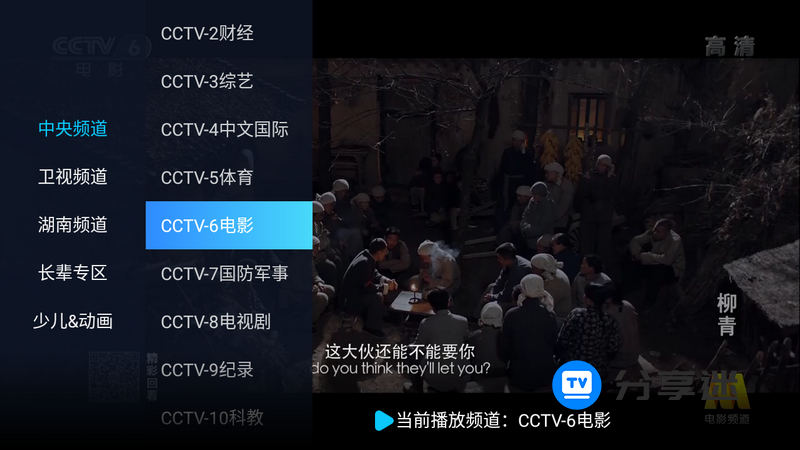 中央频道
卫视频道
湖南频道
长辈专区
少儿&动画
CCTV-2财经
CCTV-3综艺
CCTV-4中文国际
CCTV-5体育
CCTV-6电影
CCTV-7国防军事
CCTV-8电视剧
CCTV-9纪录
CCTV-10科教
CCTV 6
电影
高清
柳青
精彩回看
这大伙还能不能要你
do you think they'll let you?
TV
分享迷
电影频道
当前播放频道：CCTV-6电影